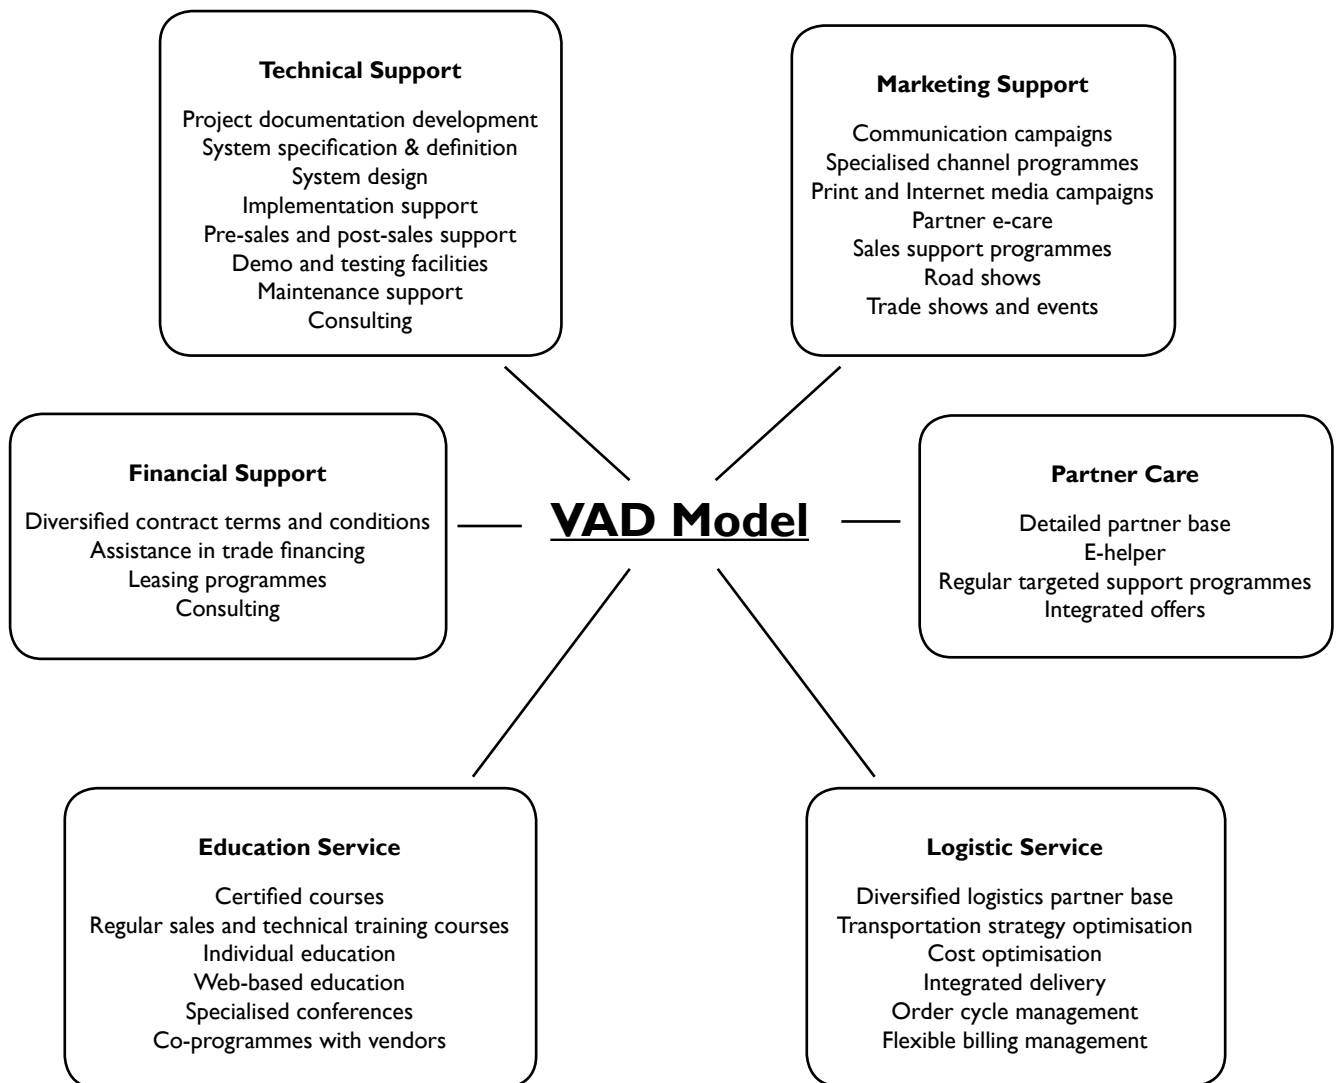 Technical Support
Project documentation development
System specification & definition
System design
Implementation support
Pre-sales and post-sales support
Demo and testing facilities
Maintenance support
Consulting
Marketing Support
Communication campaigns
Specialised channel programmes
Print and Internet media campaigns
Partner e-care
Sales support programmes
Road shows
Trade shows and events
Financial Support
Diversified contract terms and conditions
Assistance in trade financing
Leasing programmes
Consulting
VAD Model
Partner Care
Detailed partner base
E-helper
Regular targeted support programmes
Integrated offers
Education Service
Certified courses
Regular sales and technical training courses
Individual education
Web-based education
Specialised conferences
Co-programmes with vendors
Logistic Service
Diversified logistics partner base
Transportation strategy optimisation
Cost optimisation
Integrated delivery
Order cycle management
Flexible billing management